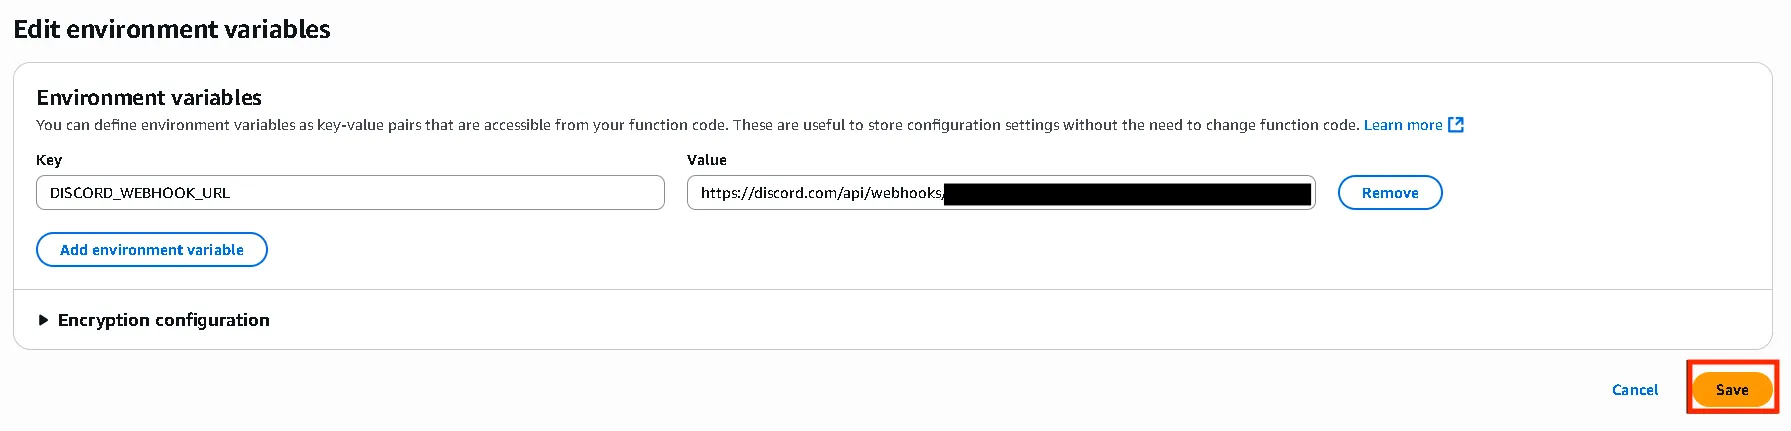 Edit environment variables
Environment variables
You can define environment variables as key-value pairs that are accessible from your function code. These are useful to store configuration settings without the need to change function code. Learn more
Key Value
DISCORD_WEBHOOK_URL https://discord.com/api/webhooks/ Remove
Add environment variable
Encryption configuration
Cancel Save